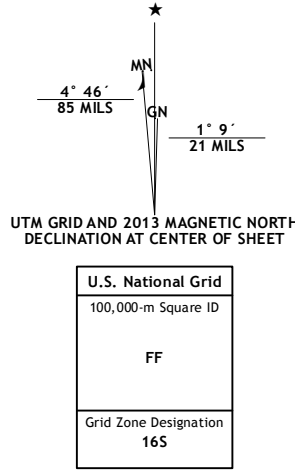 ★
MN
4° 46´
85 MILS
GN
1° 9´
21 MILS
UTM GRID AND 2013 MAGNETIC NORTH
DECLINATION AT CENTER OF SHEET
U.S. National Grid
100,000-m Square ID
FF
Grid Zone Designation
16S